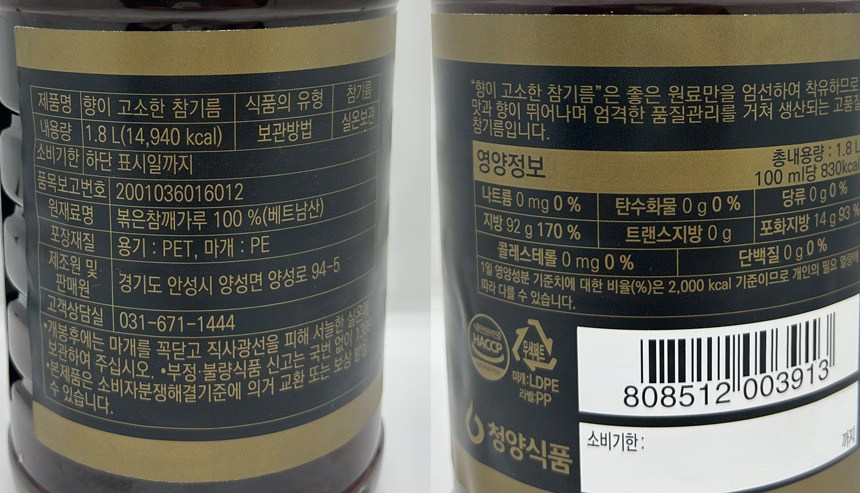 제품명 향이 고소한 참기름 식품의 유형 참기름
내용량 1.8 L(14,940 kcal) 보관방법 실온보관
소비기한 하단 표시일까지
품목보고번호 2001036016012
원재료명 볶은참깨가루 100 %(베트남산)
포장재질 용기 : PET, 마개 : PE
제조원 및 판매원 경기도 안성시 양성면 양성로 94-5
고객상담실 031-671-1444
•개봉후에는 마개를 꼭닫고 직사광선을 피해 서늘한 실온에
보관하여 주십시오. •부정·불량식품 신고는 국번 없이 1399
•본제품은 소비자분쟁해결기준에 의거 교환 또는 보상 받을
수 있습니다.
"향이 고소한 참기름"은 좋은 원료만을 엄선하여 착유하므로
맛과 향이 뛰어나며 엄격한 품질관리를 거쳐 생산되는 고품
참기름입니다.
영양정보
총내용량 : 1.8 L
100 ml당 830kcal
나트륨 0 mg 0 % 탄수화물 0 g 0 % 당류 0 g 0 %
지방 92 g 170 % 트랜스지방 0 g 포화지방 14 g 93 %
콜레스테롤 0 mg 0 % 단백질 0 g 0 %
1일 영양성분 기준치에 대한 비율(%)은 2,000 kcal 기준이므로 개인의 필요 열량에
따라 다를 수 있습니다.
HACCP
무색페트
마개:LDPE
라벨:PP
808512 003913
청양식품
소비기한: 까지